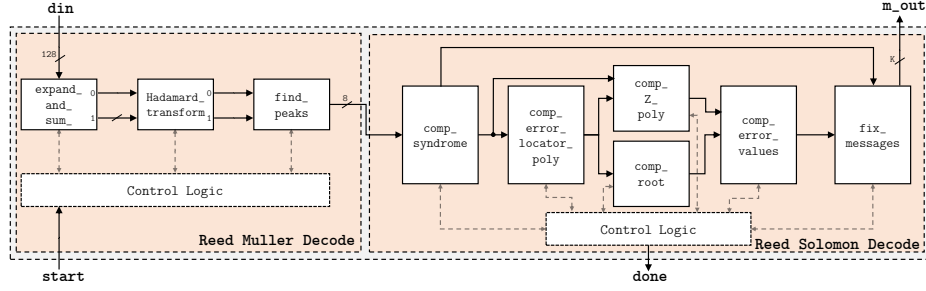 din
m_out
128
K
expand_
and_
sum_
0
1
Hadamard_
transform
0
1
find_
peaks
8
comp_
syndrome
comp_
error_
locator_
poly
comp_
Z_
poly
comp_
root
comp_
error_
values
fix_
messages
Control Logic
Control Logic
Reed Muller Decode
Reed Solomon Decode
start
done